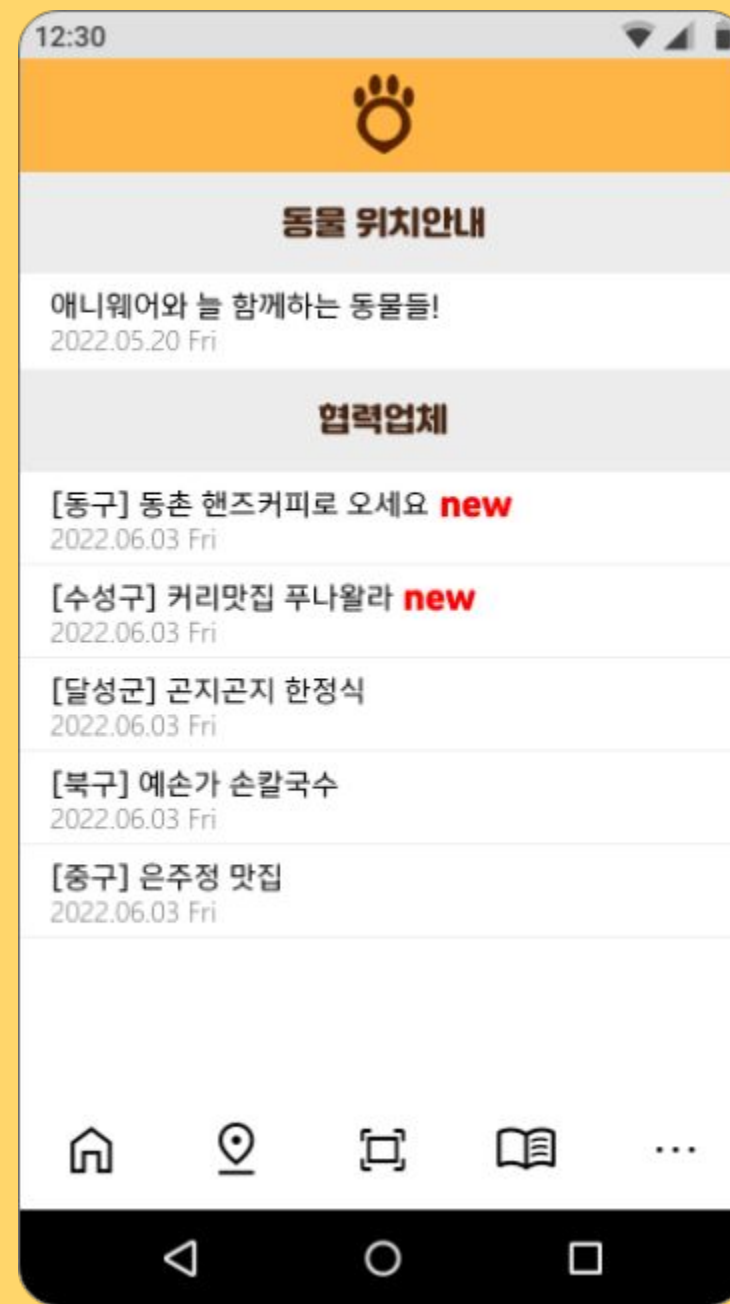 12:30
동물 위치안내
애니웨어와 늘 함께하는 동물들!
2022.05.20 Fri
협력업체
[동구] 동촌 핸즈커피로 오세요 new
2022.06.03 Fri
[수성구] 커리맛집 푸나왈라 new
2022.06.03 Fri
[달성군] 곤지곤지 한정식
2022.06.03 Fri
[북구] 예손가 손칼국수
2022.06.03 Fri
[중구] 은주정 맛집
2022.06.03 Fri